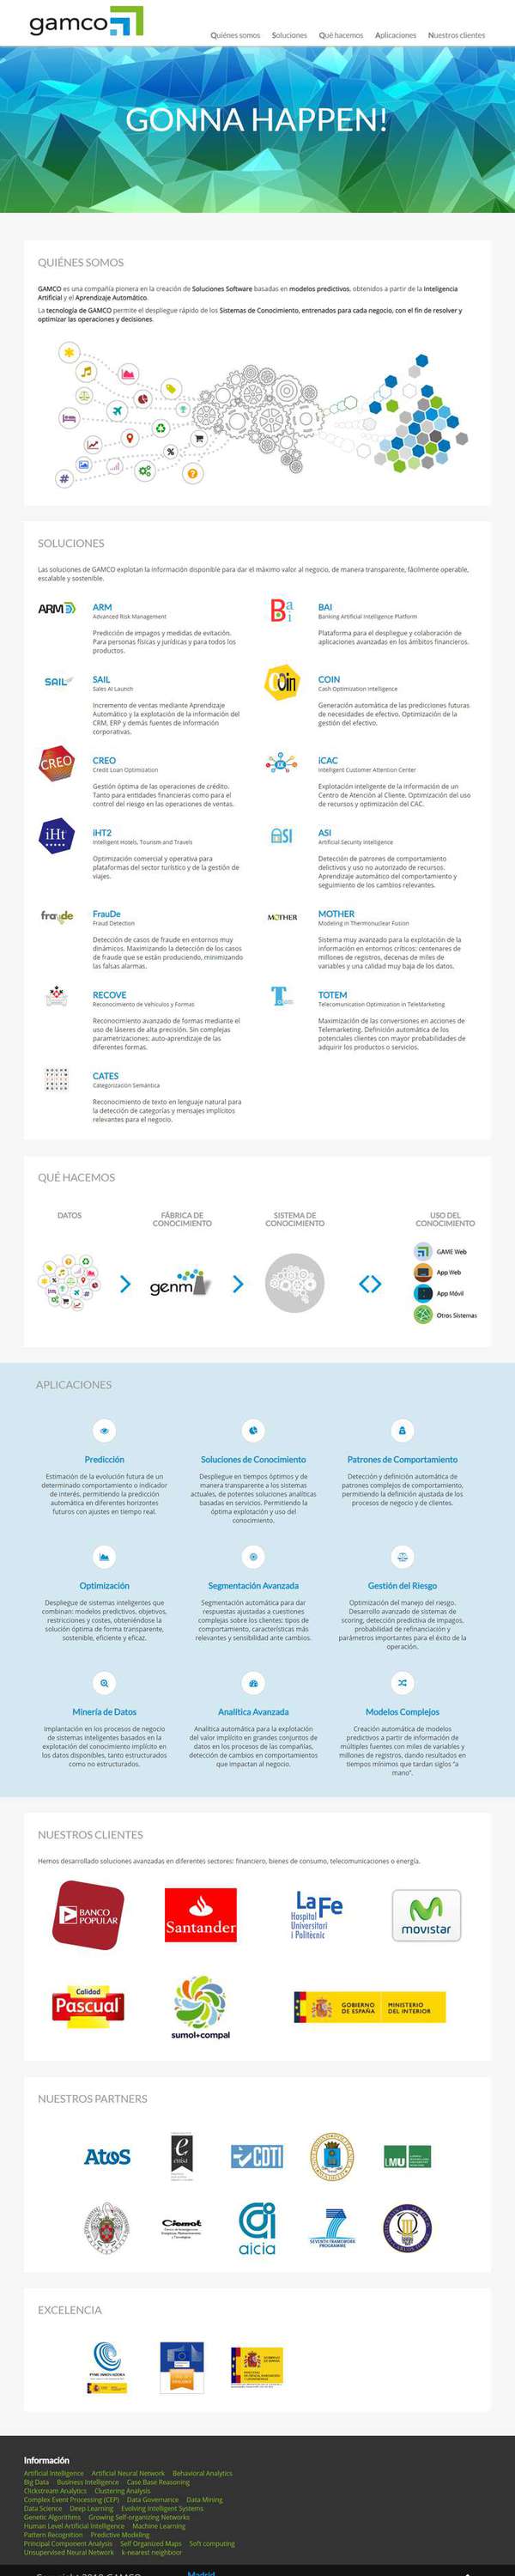 gamco
Quiénes somos Soluciones Qué hacemos Aplicaciones Nuestros clientes
GONNA HAPPEN!
QUIÉNES SOMOS
GAMCO es una compañía pionera en la creación de Soluciones Software basadas en modelos predictivos, obtenidos a partir de la Inteligencia
Artificial y el Aprendizaje Automático.
La tecnología de GAMCO permite el despliegue rápido de los Sistemas de Conocimiento, entrenados para cada negocio, con el fin de resolver y
optimizar las operaciones y decisiones.
SOLUCIONES
Las soluciones de GAMCO explotan la información disponible para dar el máximo valor al negocio, de manera transparente, fácilmente operable,
escalable y sostenible.
ARM
ARM
Advanced Risk Management
Predicción de impagos y medidas de evitación.
Para personas físicas y jurídicas y para todos los
productos.
Bai
BAI
Banking Artificial Intelligence Platform
Plataforma para el despliegue y colaboración de
aplicaciones avanzadas en los ámbitos financieros.
SAIL
SAIL
Sales AI Launch
Incremento de ventas mediante Aprendizaje
Automático y la explotación de la información del
CRM, ERP y demás fuentes de información
corporativas.
COin
COIN
Cash Optimization Intelligence
Generación automática de las predicciones futuras
de necesidades de efectivo. Optimización de la
gestión del efectivo.
CREO
CREO
Credit Loan Optimization
Gestión óptima de las operaciones de crédito.
Tanto para entidades financieras como para el
control del riesgo en las operaciones de ventas.
iCAC
Intelligent Customer Attention Center
Explotación inteligente de la información de un
Centro de Atención al Cliente. Optimización del uso
de recursos y optimización del CAC.
iHt
iHT2
Intelligent Hotels, Tourism and Travels
Optimización comercial y operativa para
plataformas del sector turístico y de la gestión de
viajes.
ASI
ASI
Artificial Security Intelligence
Detección de patrones de comportamiento
delictivos y uso no autorizado de recursos.
Aprendizaje automático del comportamiento y
seguimiento de los cambios relevantes.
fraude
FrauDe
Fraud Detection
Detección de casos de fraude en entornos muy
dinámicos. Maximizando la detección de los casos
de fraude que se están produciendo, minimizando
las falsas alarmas.
MOTHER
MOTHER
Modeling in Thermonuclear Fusion
Sistema muy avanzado para la explotación de la
información en entornos críticos: centenares de
millones de registros, decenas de miles de
variables y una calidad muy baja de los datos.
RECOVE
Reconocimiento de Vehículos y Formas
Reconocimiento avanzado de formas mediante el
uso de láseres de alta precisión. Sin complejas
parametrizaciones: auto-aprendizaje de las
diferentes formas.
TOTEM
Telecommunication Optimization in TeleMarketing
Maximización de las conversiones en acciones de
Telemarketing. Definición automática de los
potenciales clientes con mayor probabilidades de
adquirir los productos o servicios.
CATES
Categorización Semántica
Reconocimiento de texto en lenguaje natural para
la detección de categorías y mensajes implícitos
relevantes para el negocio.
QUÉ HACEMOS
DATOS
FÁBRICA DE
CONOCIMIENTO
SISTEMA DE
CONOCIMIENTO
USO DEL
CONOCIMIENTO
genm
GAME Web
App Web
App Móvil
Otros Sistemas
APLICACIONES
Predicción
Estimación de la evolución futura de un
determinado comportamiento o indicador
de interés, permitiendo la predicción
automática en diferentes horizontes
futuros con ajustes en tiempo real.
Soluciones de Conocimiento
Despliegue en tiempos óptimos y de
manera transparente a los sistemas
actuales, de potentes soluciones analíticas
basadas en servicios. Permitiendo la
óptima explotación y uso del
conocimiento.
Patrones de Comportamiento
Detección y definición automática de
patrones complejos de comportamiento,
permitiendo la definición ajustada de los
procesos de negocio y de clientes.
Optimización
Despliegue de sistemas inteligentes que
combinan: modelos predictivos, objetivos,
restricciones y costes, obteniéndose la
solución óptima de forma transparente,
sostenible, eficiente y eficaz.
Segmentación Avanzada
Segmentación automática para dar
respuestas ajustadas a cuestiones
complejas sobre los clientes: tipos de
comportamiento, características más
relevantes y sensibilidad ante cambios.
Gestión del Riesgo
Optimización del manejo del riesgo.
Desarrollo avanzado de sistemas de
scoring, detección predictiva de impagos,
probabilidad de refinanciación y
parámetros importantes para el éxito de la
operación.
Minería de Datos
Implantación en los procesos de negocio
de sistemas inteligentes basados en la
explotación del conocimiento implícito en
los datos disponibles, tanto estructurados
como no estructurados.
Analítica Avanzada
Analítica automática para la explotación
del valor implícito en grandes conjuntos de
datos en los procesos de las compañías,
detección de cambios en comportamientos
que impactan al negocio.
Modelos Complejos
Creación automática de modelos
predictivos a partir de información de
múltiples fuentes con miles de variables y
millones de registros, dando resultados en
tiempos mínimos que tardan siglos "a
mano".
NUESTROS CLIENTES
Hemos desarrollado soluciones avanzadas en diferentes sectores: financiero, bienes de consumo, telecomunicaciones o energía.
BANCO
POPULAR
Santander
La Fe
Hospital
Universitari
i Politècnic
movistar
Calidad
Pascual
sumol+compal
GOBIERNO
DE ESPAÑA
MINISTERIO
DEL INTERIOR
NUESTROS PARTNERS
Atos
CDTI
LMU
Ciemat
aicia
SEVENTH FRAMEWORK
PROGRAMME
EXCELENCIA
Información
Artificial Intelligence Artificial Neural Network Behavioral Analytics
Big Data Business Intelligence Case Base Reasoning
Clickstream Analytics Clustering Analysis
Complex Event Processing (CEP) Data Governance Data Mining
Data Science Deep Learning Evolving Intelligent Systems
Genetic Algorithms Growing Self-organizing Networks
Human Level Artificial Intelligence Machine Learning
Pattern Recognition Predictive Modeling
Principal Component Analysis Self Organized Maps Soft computing
Unsupervised Neural Network k-nearest neighboor
Madrid